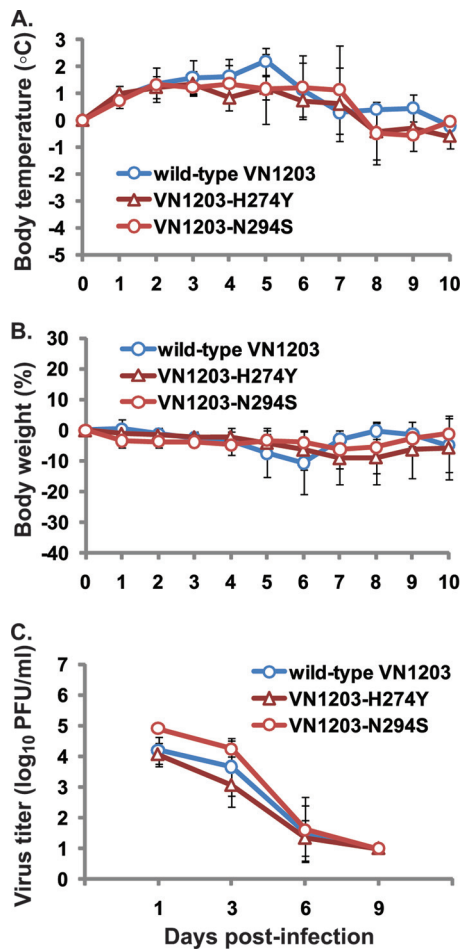 A.
Body temperature (°C)
3
2
1
0
-1
-2
-3
-4
-5
wild-type VN1203
VN1203-H274Y
VN1203-N294S
0 1 2 3 4 5 6 7 8 9 10
B.
Body weight (%)
30
20
10
0
-10
-20
-30
-40
wild-type VN1203
VN1203-H274Y
VN1203-N294S
0 1 2 3 4 5 6 7 8 9 10
C.
Virus titer (log10 PFU/ml)
7
6
5
4
3
2
1
0
wild-type VN1203
VN1203-H274Y
VN1203-N294S
1 3 6 9
Days post-infection